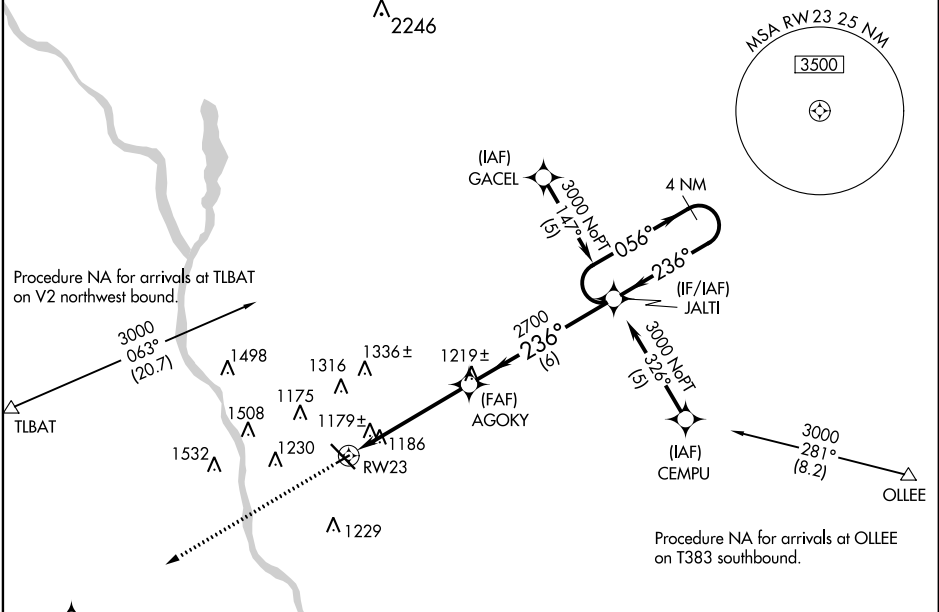 2246
MSA RW23 25 NM
3500
(IAF)
GACEL
3000 NoPT
147°
(5)
4 NM
056°
236°
(IF/IAF)
JALTI
Procedure NA for arrivals at TLBAT
on V2 northwest bound.
3000
063°
(20.7)
TLBAT
2700
236°
(6)
3000 NoPT
326°
(5)
1498
1316
1336±
1219±
(FAF)
AGOKY
1175
1508
1179±
1186
1532
1230
RW23
(IAF)
CEMPU
3000
281°
(8.2)
OLLEE
1229
Procedure NA for arrivals at OLLEE
on T383 southbound.